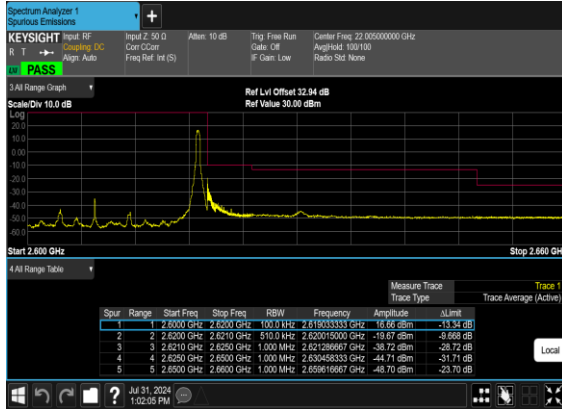 Spectrum Analyzer 1
Spurious Emissions
+
KEYSIGHT Input: RF Input Z: 50 Ω Atten: 10 dB Trig: Free Run Center Freq: 22.005000000 GHz
R T Coupling: DC Corr CCorr Gate: Off Avg|Hold: 100/100
Align: Auto Freq Ref: Int (S) IF Gain: Low Radio Std: None
PASS
3 All Range Graph
Ref Lvl Offset 32.94 dB
Scale/Div 10.0 dB Ref Value 30.00 dBm
Log
20.0
10.0
0.00
-10.0
-20.0
-30.0
-40.0
-50.0
-60.0
Start 2.600 GHz Stop 2.660 GH
4 All Range Table
Measure Trace Trace 1
Trace Type Trace Average (Active)
Spur Range Start Freq Stop Freq RBW Frequency Amplitude ΔLimit
1 1 2.6000 GHz 2.6200 GHz 100.0 kHz 2.619033333 GHz 16.66 dBm -13.34 dB
2 2 2.6200 GHz 2.6210 GHz 510.0 kHz 2.620015000 GHz -19.67 dBm -9.668 dB
3 3 2.6210 GHz 2.6250 GHz 1.000 MHz 2.621286667 GHz -38.72 dBm -28.72 dB
4 4 2.6250 GHz 2.6500 GHz 1.000 MHz 2.630458333 GHz -44.71 dBm -31.71 dB
5 5 2.6500 GHz 2.6600 GHz 1.000 MHz 2.659616667 GHz -48.70 dBm -23.70 dB
Local
?
Jul 31, 2024
1:02:05 PM